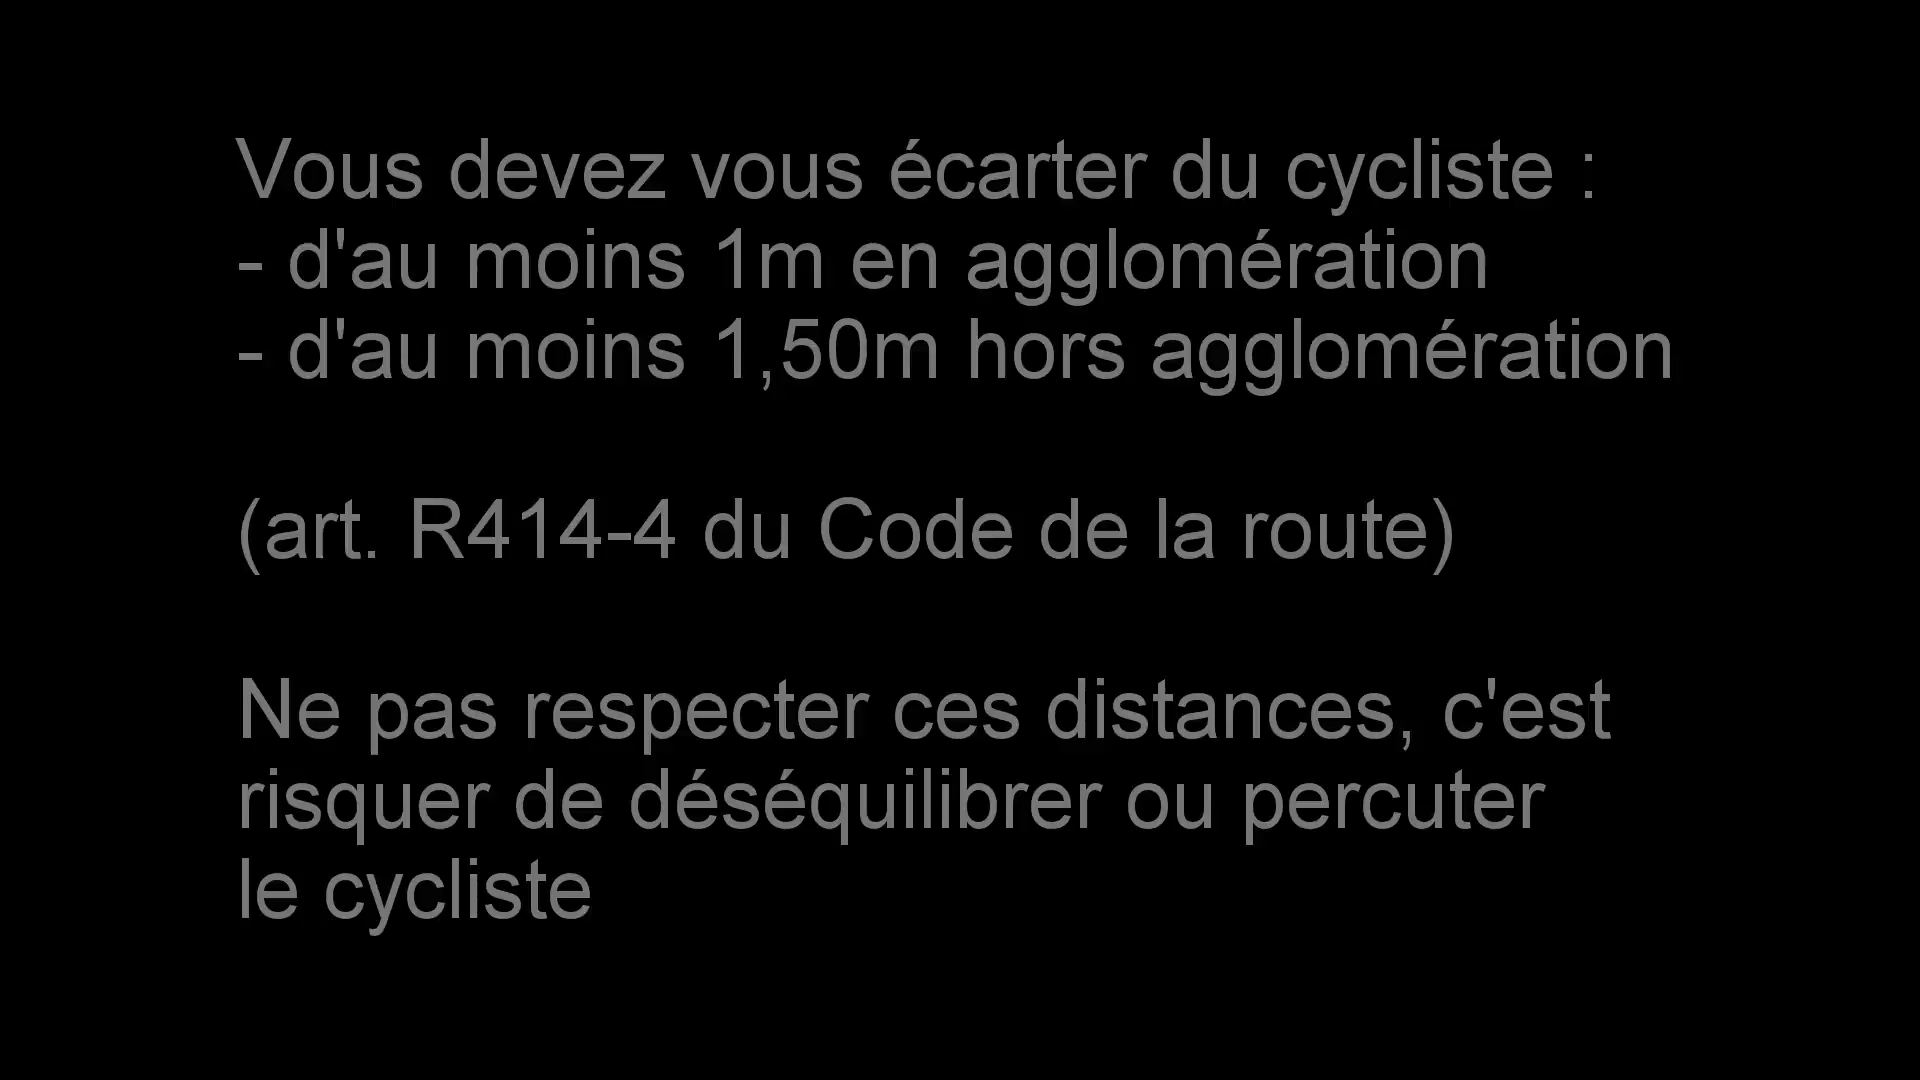 Vous devez vous écarter du cycliste :
- d'au moins 1m en agglomération
- d'au moins 1,50m hors agglomération
(art. R414-4 du Code de la route)
Ne pas respecter ces distances, c'est
risquer de déséquilibrer ou percuter
le cycliste